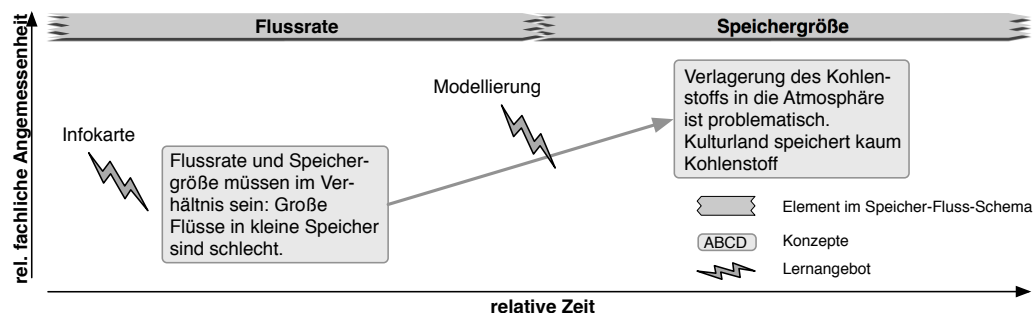 Flussrate
Speichergröße
rel. fachliche Angemessenheit
Infokarte
Flussrate und Speicher-
größe müssen im Ver-
hältnis sein: Große
Flüsse in kleine Speicher
sind schlecht.
Modellierung
Verlagerung des Kohlen-
stoffs in die Atmosphäre
ist problematisch.
Kulturland speichert kaum
Kohlenstoff
Element im Speicher-Fluss-Schema
ABCD
Konzepte
Lernangebot
relative Zeit